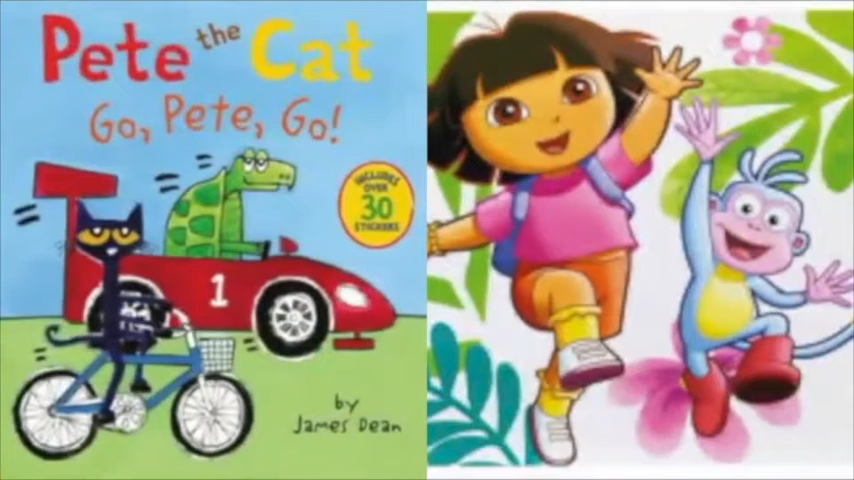 Pete the Cat
Go, Pete, Go!
INCLUDES
OVER
30
STICKERS
1
by
James Dean